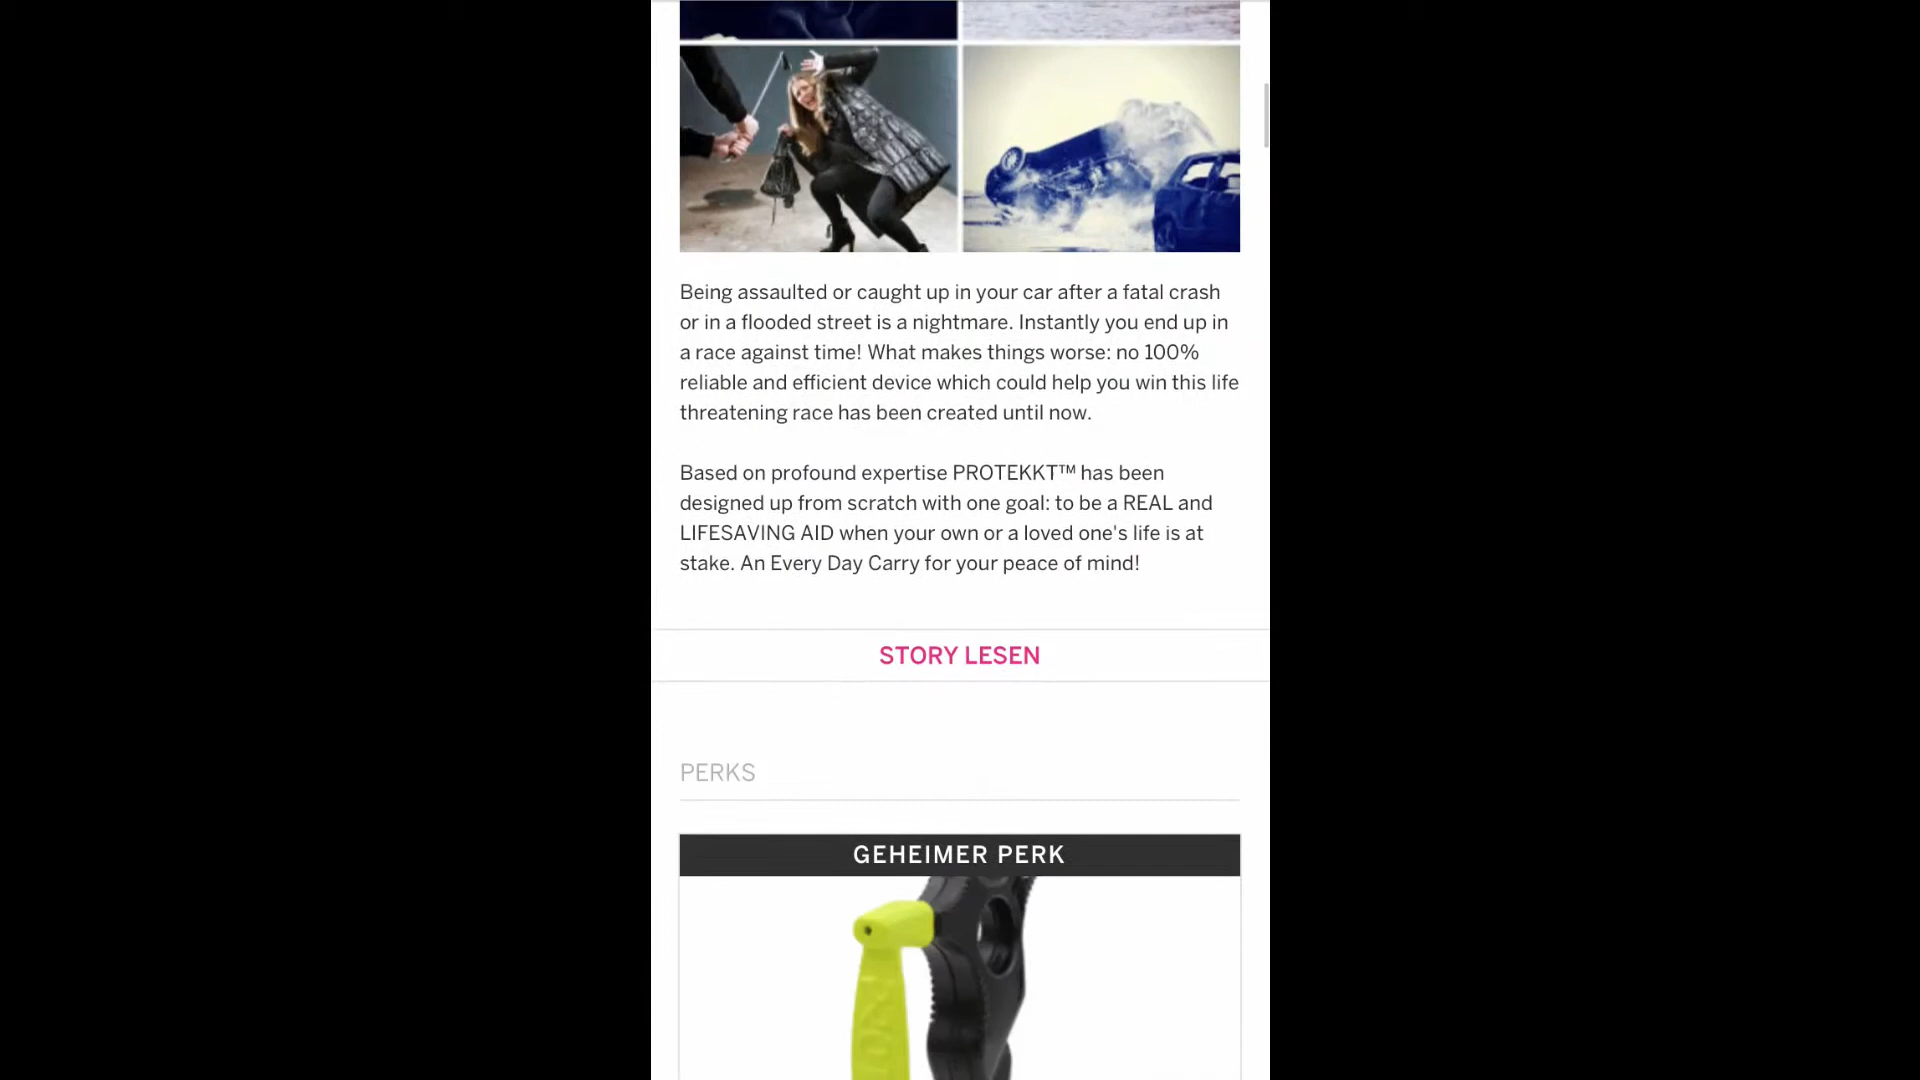 Being assaulted or caught up in your car after a fatal crash
or in a flooded street is a nightmare. Instantly you end up in
a race against time! What makes things worse: no 100%
reliable and efficient device which could help you win this life
threatening race has been created until now.
Based on profound expertise PROTEKKT™ has been
designed up from scratch with one goal: to be a REAL and
LIFESAVING AID when your own or a loved one's life is at
stake. An Every Day Carry for your peace of mind!
STORY LESEN
PERKS
GEHEIMER PERK